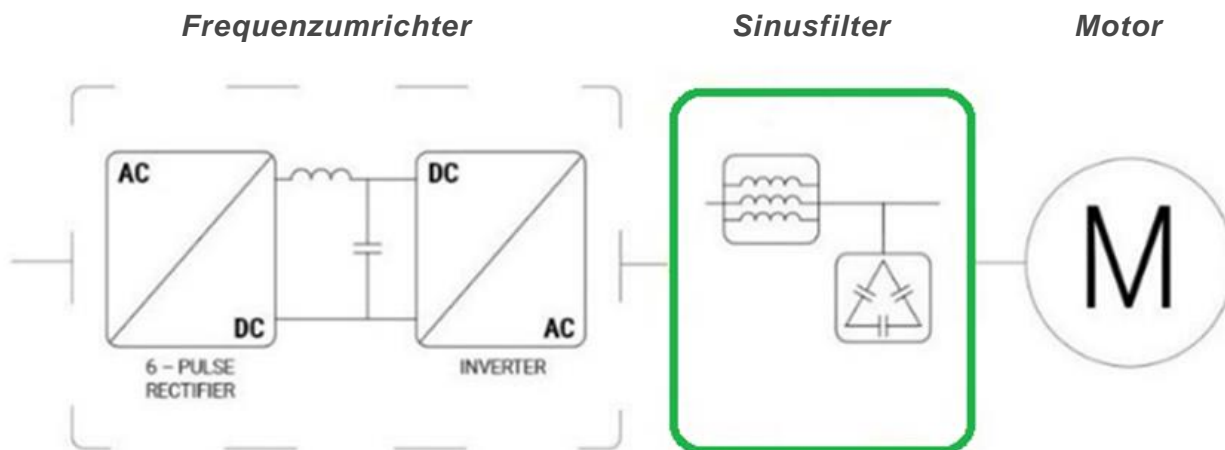 Frequenzumrichter
Sinusfilter
Motor
AC
DC
6 – PULSE
RECTIFIER
DC
AC
INVERTER
M